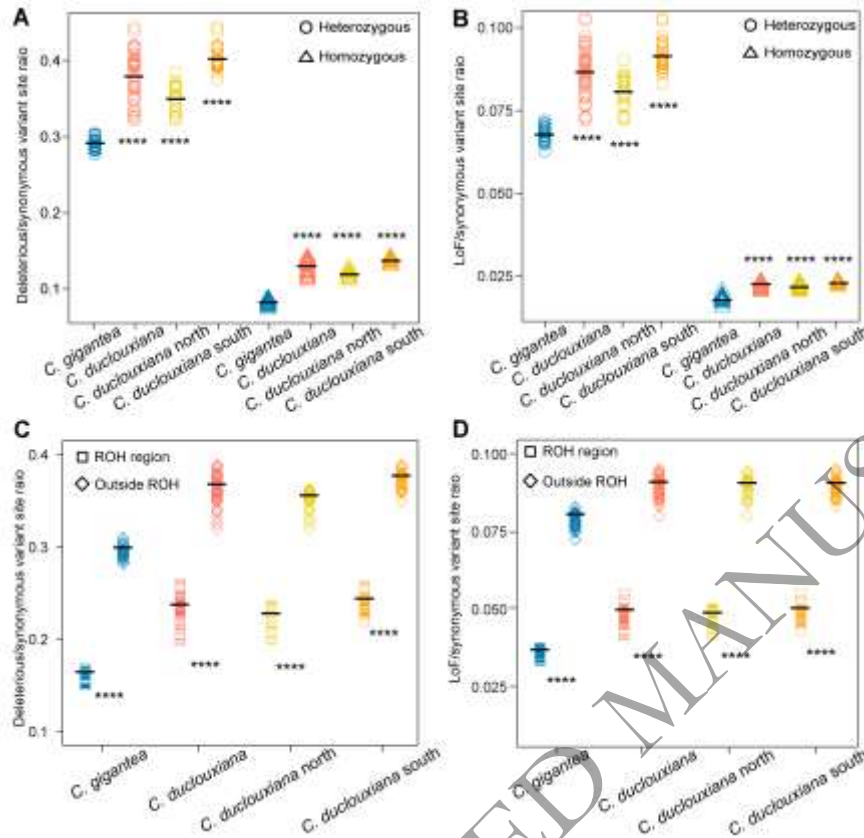 A
Heterozygous
Homozygous
Deleterious/synonymous variant site raio
0.4
0.3
0.2
0.1
****
****
****
****
****
****
C. gigantea
C. duclouxiana
C. duclouxiana north
C. duclouxiana south
C. gigantea
C. duclouxiana
C. duclouxiana north
C. duclouxiana south
B
Heterozygous
Homozygous
LoF/synonymous variant site raio
0.100
0.075
0.050
0.025
****
****
****
****
****
****
C. gigantea
C. duclouxiana
C. duclouxiana north
C. duclouxiana south
C. gigantea
C. duclouxiana
C. duclouxiana north
C. duclouxiana south
C
ROH region
Outside ROH
Deleterious/synonymous variant site raio
0.4
0.3
0.2
0.1
****
****
****
****
C. gigantea
C. duclouxiana
C. duclouxiana north
C. duclouxiana south
D
ROH region
Outside ROH
LoF/synonymous variant site raio
0.100
0.075
0.050
0.025
****
****
****
****
C. gigantea
C. duclouxiana
C. duclouxiana north
C. duclouxiana south
ED MANUS